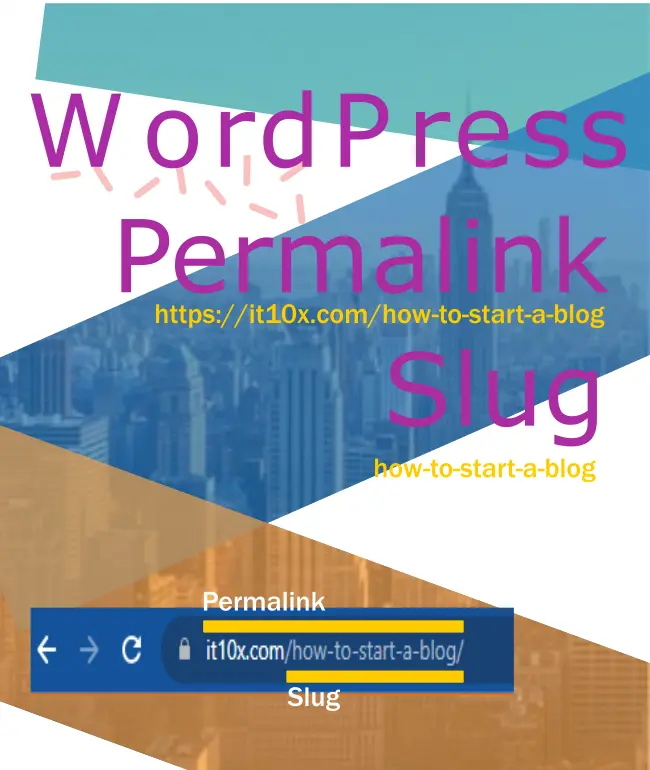 WordPress
Permalink
https://it10x.com/how-to-start-a-blog
Slug
how-to-start-a-blog
Permalink
it10x.com/how-to-start-a-blog/
Slug